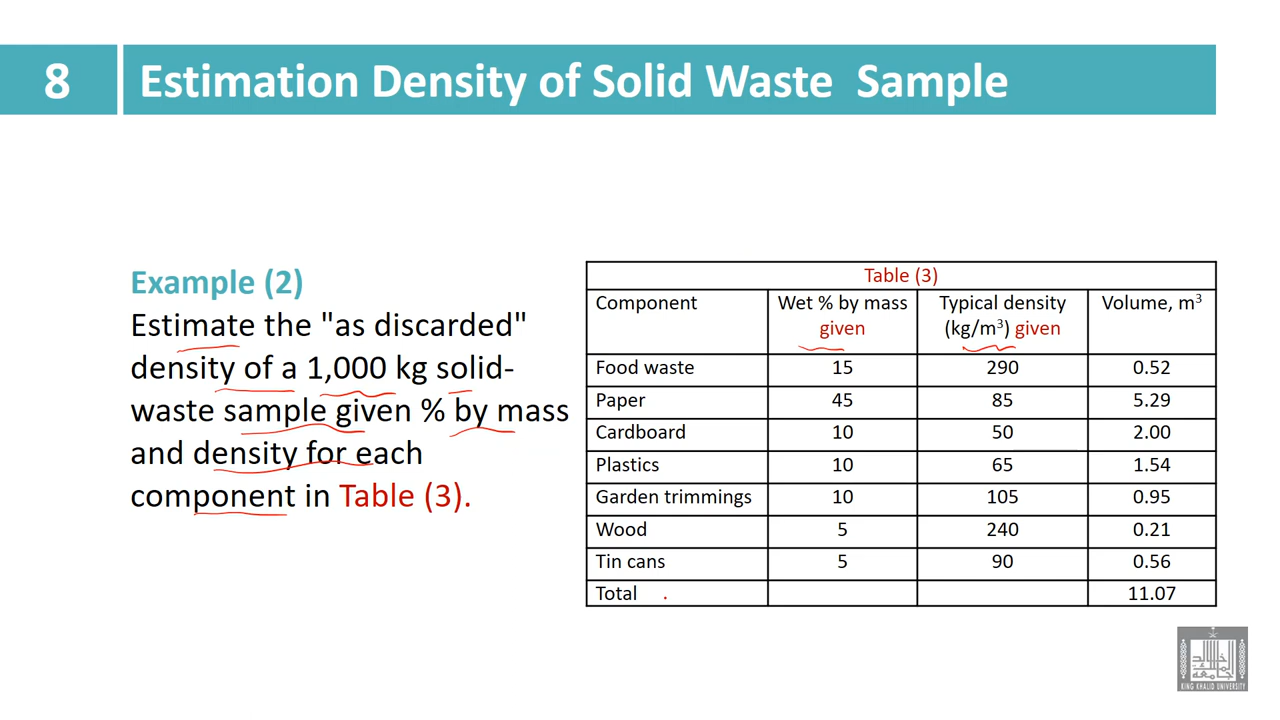 8
Estimation Density of Solid Waste Sample
Example (2)
Estimate the "as discarded"
density of a 1,000 kg solid-
waste sample given % by mass
and density for each
component in Table (3).
Table (3)
Component Wet % by mass given Typical density (kg/m³) given Volume, m³
Food waste 15 290 0.52
Paper 45 85 5.29
Cardboard 10 50 2.00
Plastics 10 65 1.54
Garden trimmings 10 105 0.95
Wood 5 240 0.21
Tin cans 5 90 0.56
Total 11.07
KING KHALID UNIVERSITY